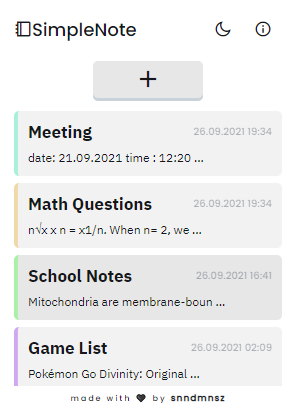 SimpleNote
+
Meeting 26.09.2021 19:34
date: 21.09.2021 time : 12:20 ...
Math Questions 26.09.2021 19:34
n√x x n = x1/n. When n= 2, we ...
School Notes 26.09.2021 16:41
Mitochondria are membrane-boun ...
Game List 26.09.2021 02:09
Pokémon Go Divinity: Original ...
made with 🖤 by snndmnsz